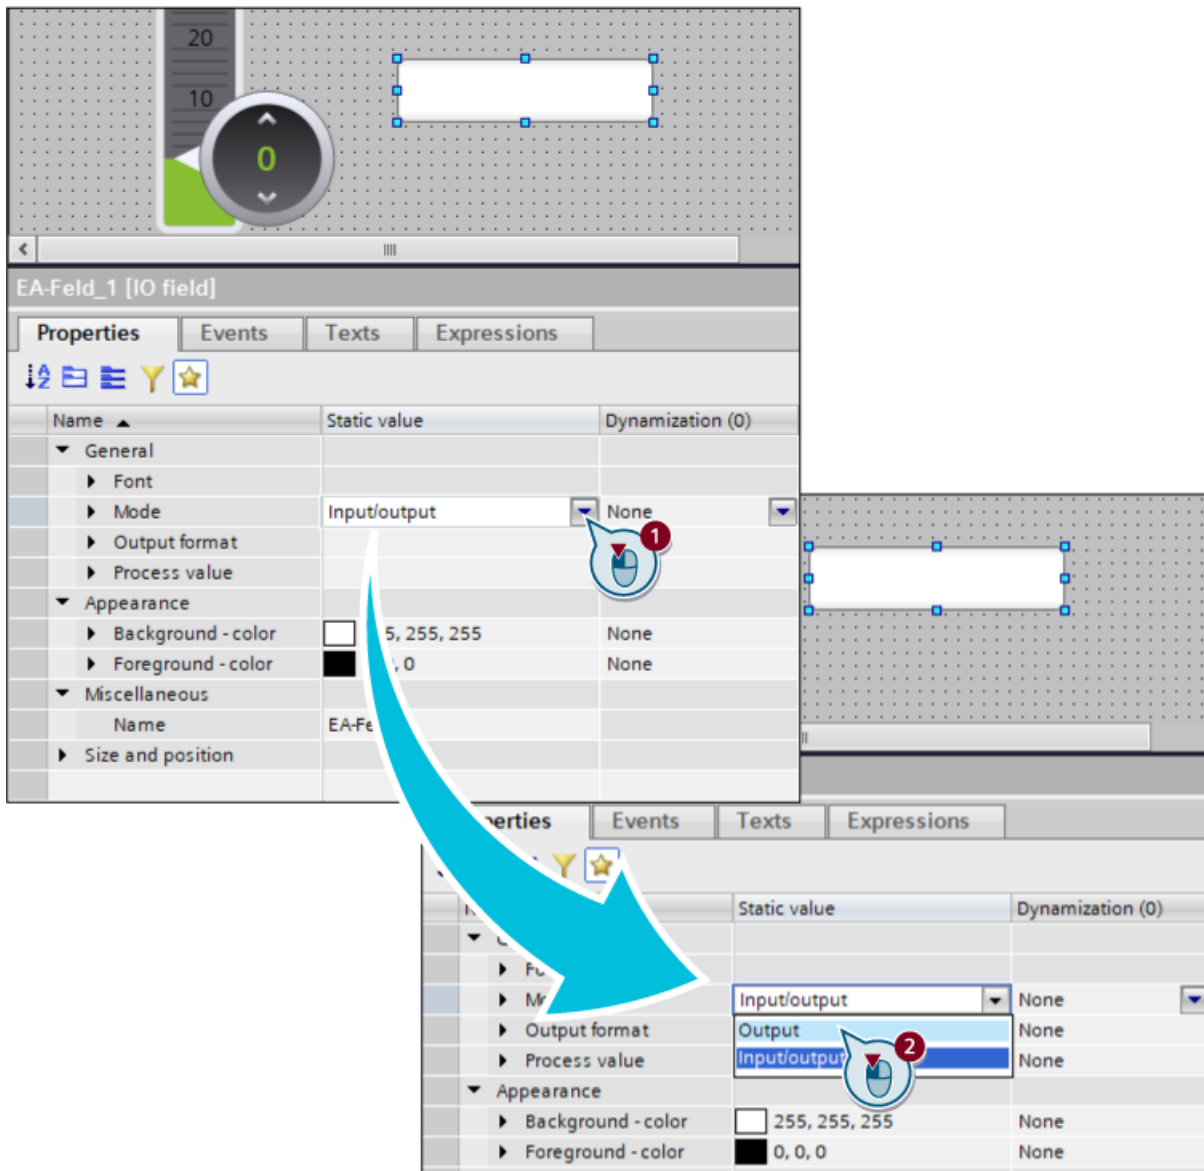 20
10
0
EA-Feld_1 [IO field]
Properties Events Texts Expressions
Name Static value Dynamization (0)
General
Font
Mode Input/output None
1
Output format
Process value
Appearance
Background - color 5, 255, 255 None
Foreground - color , 0 None
Miscellaneous
Name EA-Fe
Size and position
perties Events Texts Expressions
Static value Dynamization (0)
Input/output None
Output format Output None
2
Process value Input/output None
Appearance
Background - color 255, 255, 255 None
Foreground - color 0, 0, 0 None